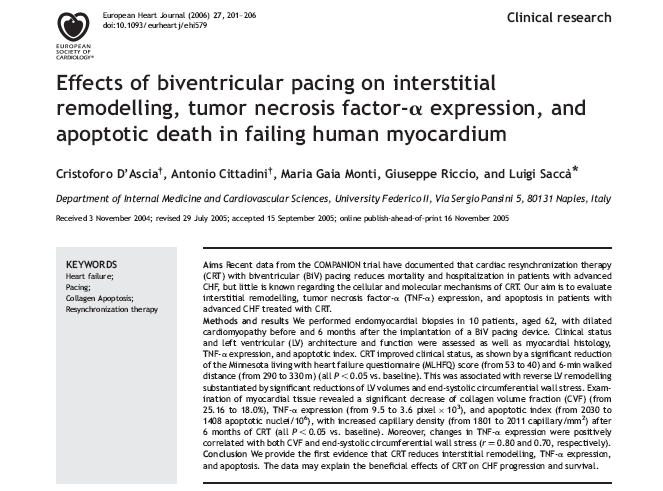 European Heart Journal (2006) 27, 201–206
doi:10.1093/eurheartj/ehi579
Clinical research
EUROPEAN
SOCIETY OF
CARDIOLOGY®
Effects of biventricular pacing on interstitial
remodelling, tumor necrosis factor-α expression, and
apoptotic death in failing human myocardium
Cristoforo D'Ascia†, Antonio Cittadini†, Maria Gaia Monti, Giuseppe Riccio, and Luigi Saccà*
Department of Internal Medicine and Cardiovascular Sciences, University Federico II, Via Sergio Pansini 5, 80131 Naples, Italy
Received 3 November 2004; revised 29 July 2005; accepted 15 September 2005; online publish-ahead-of-print 16 November 2005
KEYWORDS
Heart failure;
Pacing;
Collagen Apoptosis;
Resynchronization therapy
Aims Recent data from the COMPANION trial have documented that cardiac resynchronization therapy
(CRT) with biventricular (BiV) pacing reduces mortality and hospitalization in patients with advanced
CHF, but little is known regarding the cellular and molecular mechanisms of CRT. Our aim is to evaluate
interstitial remodelling, tumor necrosis factor-α (TNF-α) expression, and apoptosis in patients with
advanced CHF treated with CRT.
Methods and results We performed endomyocardial biopsies in 10 patients, aged 62, with dilated
cardiomyopathy before and 6 months after the implantation of a BiV pacing device. Clinical status
and left ventricular (LV) architecture and function were assessed as well as myocardial histology,
TNF-α expression, and apoptotic index. CRT improved clinical status, as shown by a significant reduction
of the Minnesota living with heart failure questionnaire (MLHFQ) score (from 53 to 40) and 6-min walked
distance (from 290 to 330 m) (all P < 0.05 vs. baseline). This was associated with reverse LV remodelling
substantiated by significant reductions of LV volumes and end-systolic circumferential wall stress. Exam-
ination of myocardial tissue revealed a significant decrease of collagen volume fraction (CVF) (from
25.16 to 18.0%), TNF-α expression (from 9.5 to 3.6 pixel × 10³), and apoptotic index (from 2030 to
1408 apoptotic nuclei/10⁶), with increased capillary density (from 1801 to 2011 capillary/mm²) after
6 months of CRT (all P < 0.05 vs. baseline). Moreover, changes in TNF-α expression were positively
correlated with both CVF and end-systolic circumferential wall stress (r = 0.80 and 0.70, respectively).
Conclusion We provide the first evidence that CRT reduces interstitial remodelling, TNF-α expression,
and apoptosis. The data may explain the beneficial effects of CRT on CHF progression and survival.